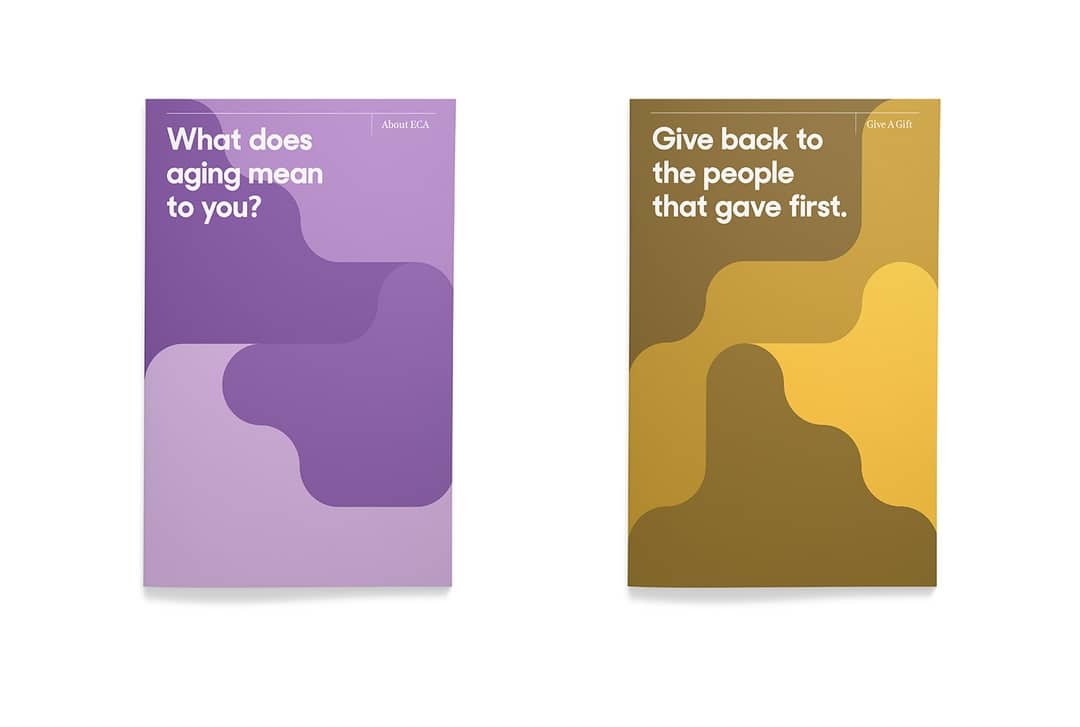 What does
aging mean
to you?
About ECA
Give back to
the people
that gave first.
Give A Gift